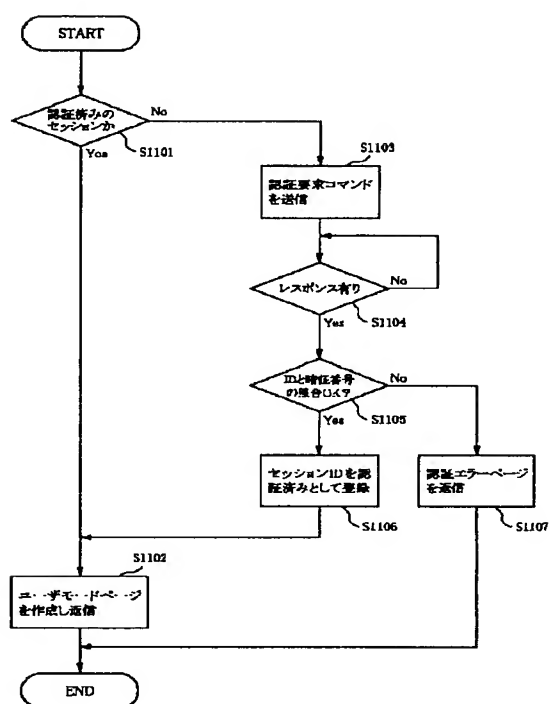 START
認証済みの
セッションか
No
Yes
S1101
S1103
認証要求コマンド
を送信
レスポンス有り
No
Yes
S1104
IDと暗証番号
の照合OK?
No
Yes
S1105
セッションIDを認
証済みとして登録
認証エラーページ
を返信
S1106
S1107
S1102
ユーザモードページ
を作成し返信
END